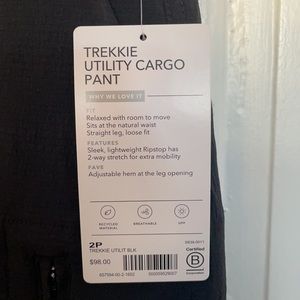 TREKKIE
UTILITY CARGO
PANT
WHY WE LOVE IT
FIT
Relaxed with room to move
Sits at the natural waist
Straight leg, loose fit
FEATURES
Sleek, lightweight Ripstop has
2-way stretch for extra mobility
FAVE
Adjustable hem at the leg opening
RECYCLED
MATERIAL
BREATHABLE
UPF
2P
TREKKIE UTILIT BLK
$98.00
Certified
B
Corporation